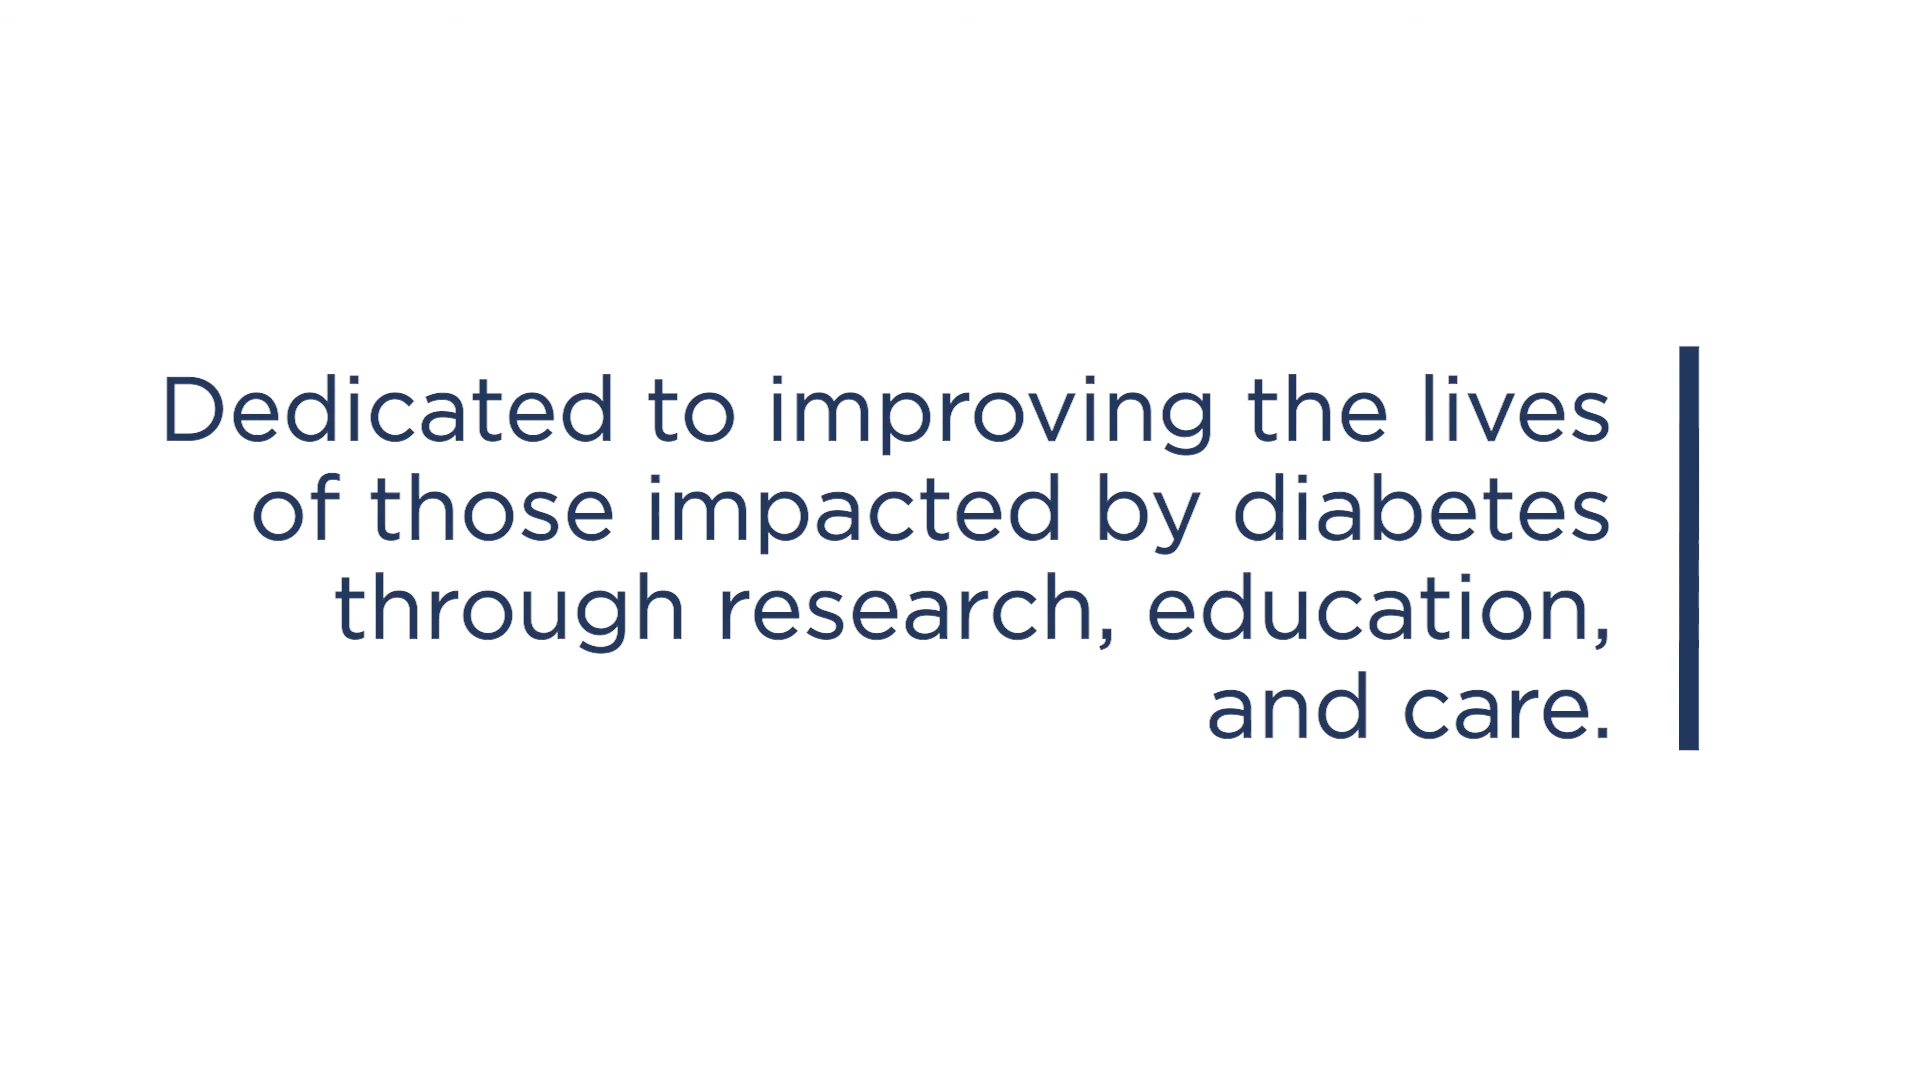 Dedicated to improving the lives
of those impacted by diabetes
through research, education,
and care.